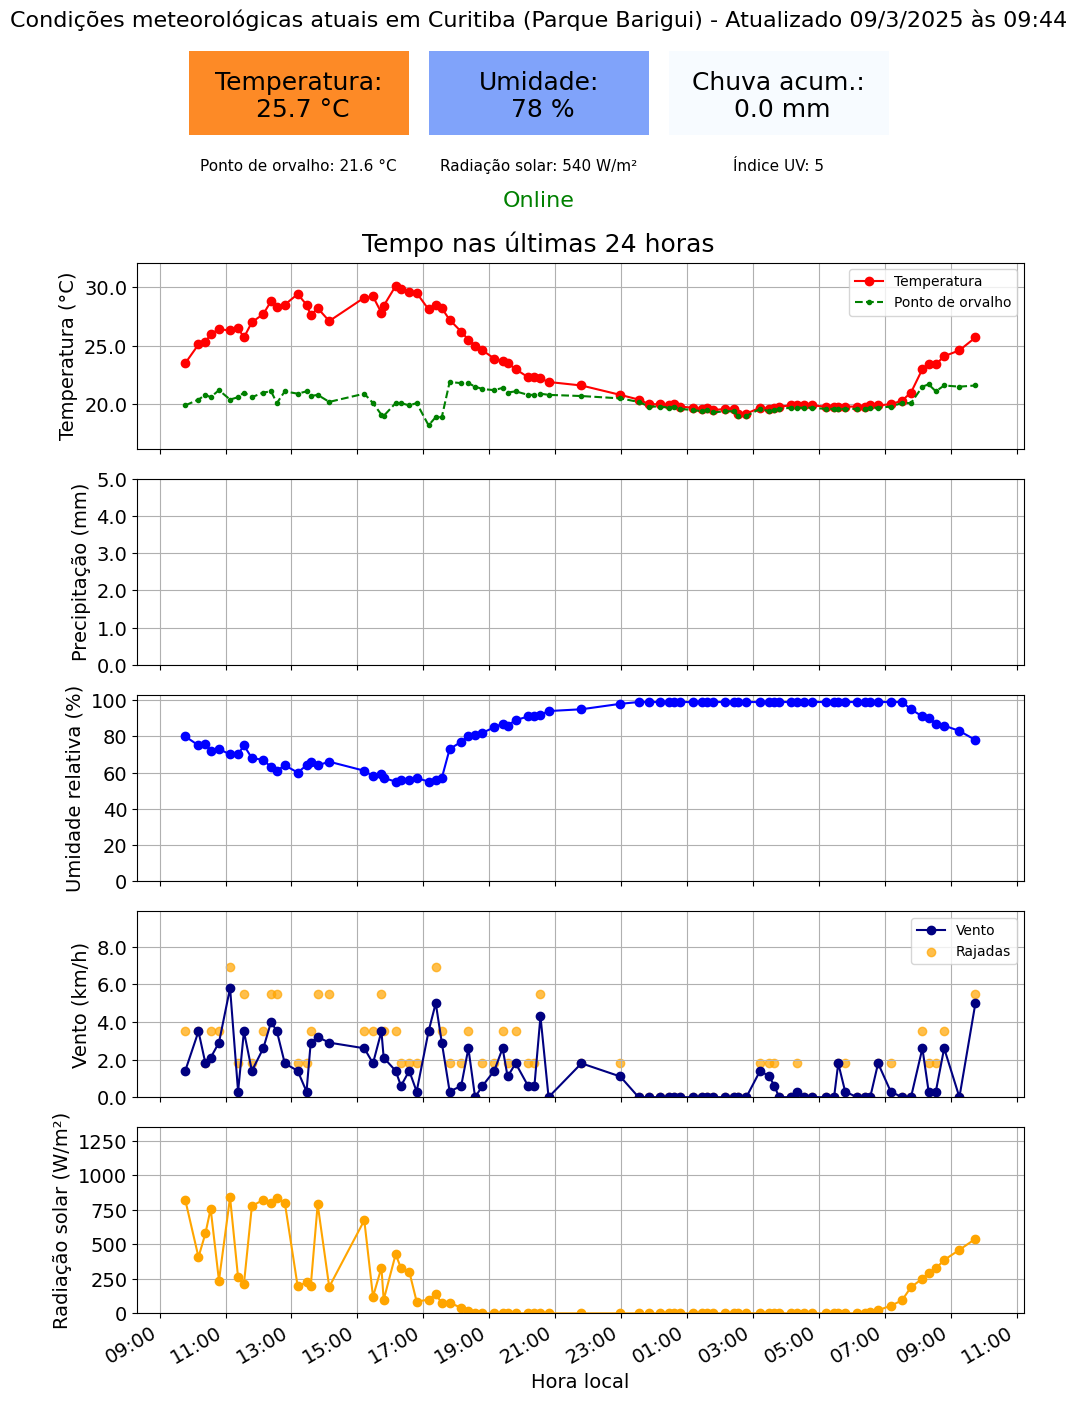 Condições meteorológicas atuais em Curitiba (Parque Barigui) - Atualizado 09/3/2025 às 09:44
Temperatura:
25.7 °C
Umidade:
78 %
Chuva acum.:
0.0 mm
Ponto de orvalho: 21.6 °C
Radiação solar: 540 W/m²
Índice UV: 5
Online
Tempo nas últimas 24 horas
Temperatura (°C)
30.0
25.0
20.0
Temperatura
Ponto de orvalho
Precipitação (mm)
5.0
4.0
3.0
2.0
1.0
0.0
Umidade relativa (%)
100
80
60
40
20
0
Vento (km/h)
8.0
6.0
4.0
2.0
0.0
Vento
Rajadas
Radiação solar (W/m²)
1250
1000
750
500
250
0
09:00
11:00
13:00
15:00
17:00
19:00
21:00
23:00
01:00
03:00
05:00
07:00
09:00
11:00
Hora local